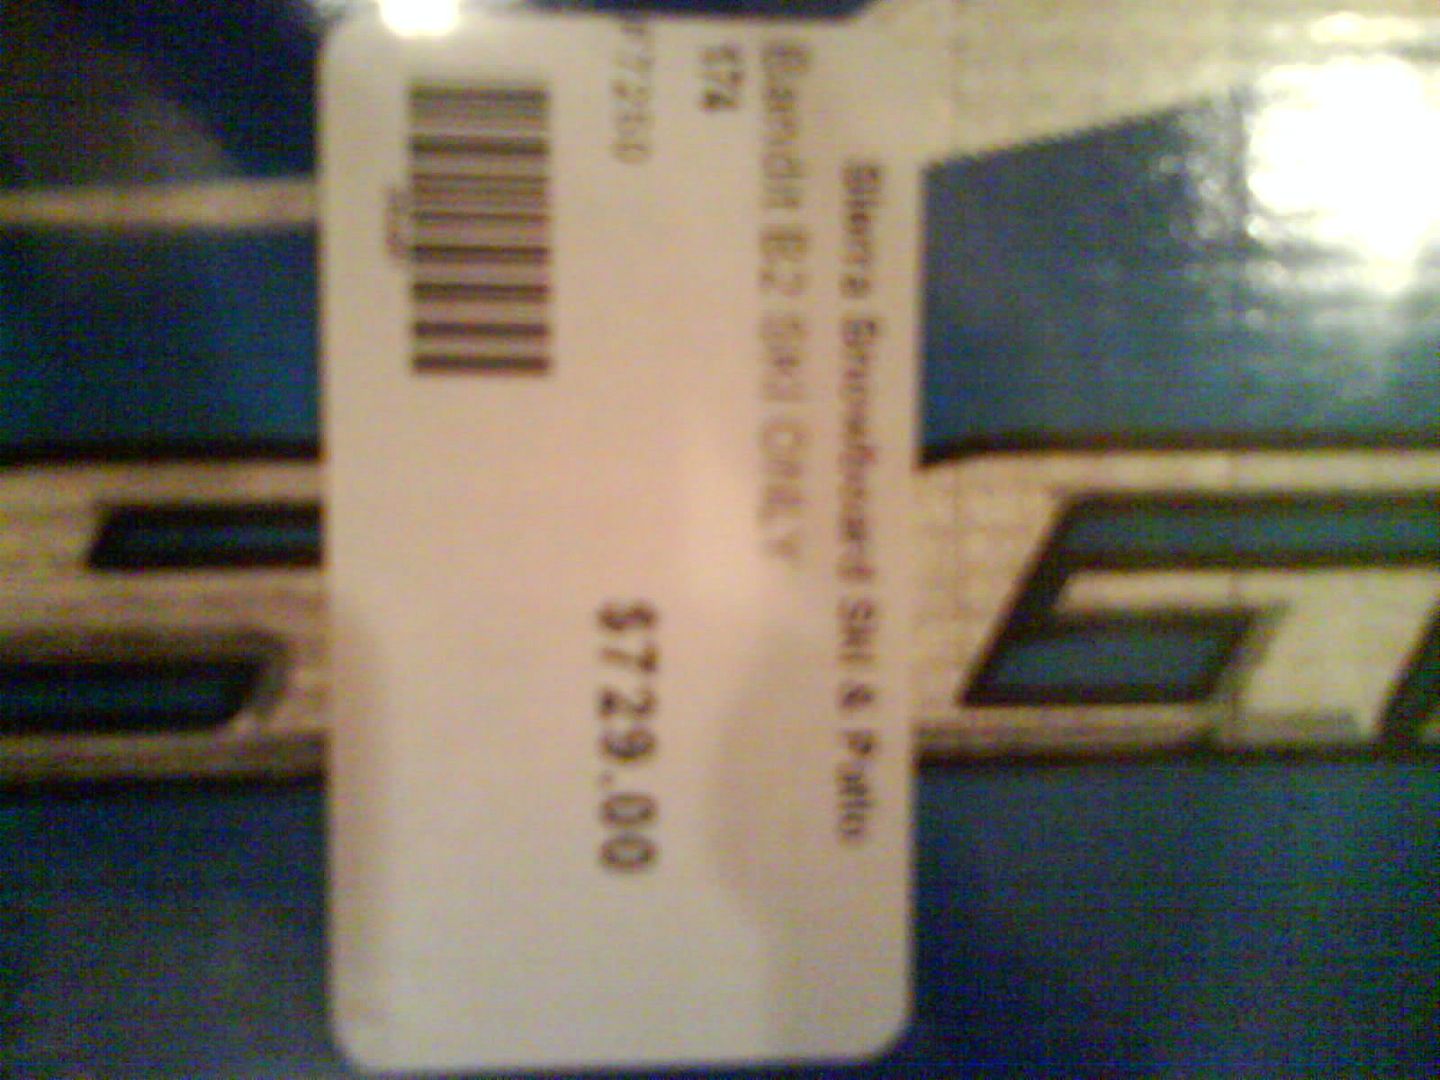 Sierra Snowboard Ski & Patio
Bandit B2 SKI ONLY
174
$729.00